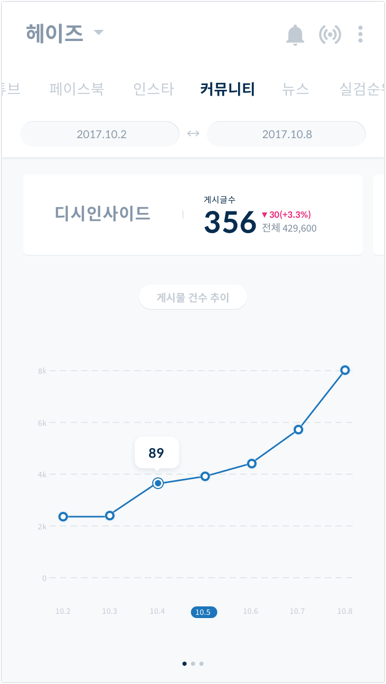 헤이즈
튜브 페이스북 인스타 커뮤니티 뉴스 실검순위
2017.10.2 ↔ 2017.10.8
게시글수
디시인사이드 356 ▼30(+3.3%)
전체 429,600
게시물 건수 추이
8k
6k
89
4k
2k
0
10.2 10.3 10.4 10.5 10.6 10.7 10.8